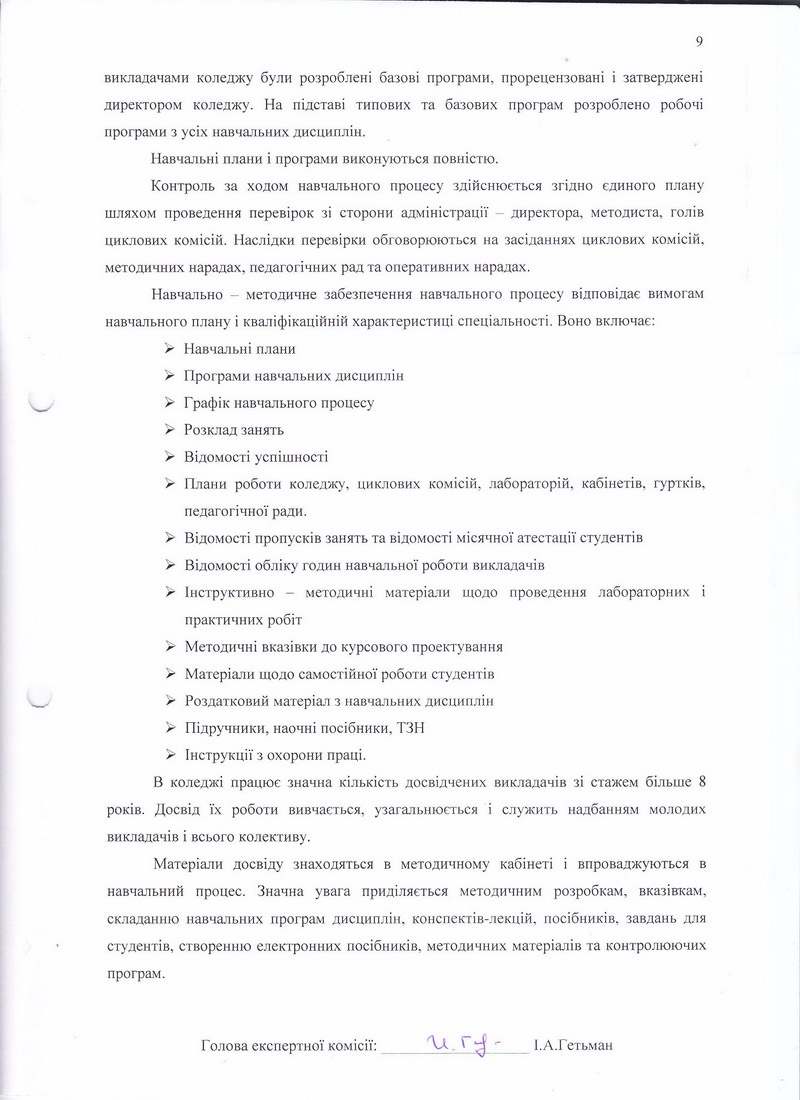 9
викладачами коледжу були розроблені базові програми, прорецензовані і затверджені
директором коледжу. На підставі типових та базових програм розроблено робочі
програми з усіх навчальних дисциплін.
Навчальні плани і програми виконуються повністю.
Контроль за ходом навчального процесу здійснюється згідно єдиного плану
шляхом проведення перевірок зі сторони адміністрації – директора, методиста, голів
циклових комісій. Наслідки перевірки обговорюються на засіданнях циклових комісій,
методичних нарадах, педагогічних рад та оперативних нарадах.
Навчально – методичне забезпечення навчального процесу відповідає вимогам
навчального плану і кваліфікаційній характеристиці спеціальності. Воно включає:
➢ Навчальні плани
➢ Програми навчальних дисциплін
➢ Графік навчального процесу
➢ Розклад занять
➢ Відомості успішності
➢ Плани роботи коледжу, циклових комісій, лабораторій, кабінетів, гуртків,
педагогічної ради.
➢ Відомості пропусків занять та відомості місячної атестації студентів
➢ Відомості обліку годин навчальної роботи викладачів
➢ Інструктивно – методичні матеріали щодо проведення лабораторних і
практичних робіт
➢ Методичні вказівки до курсового проектування
➢ Матеріали щодо самостійної роботи студентів
➢ Роздатковий матеріал з навчальних дисциплін
➢ Підручники, наочні посібники, ТЗН
➢ Інструкції з охорони праці.
В коледжі працює значна кількість досвідчених викладачів зі стажем більше 8
років. Досвід їх роботи вивчається, узагальнюється і служить надбанням молодих
викладачів і всього колективу.
Матеріали досвіду знаходяться в методичному кабінеті і впроваджуються в
навчальний процес. Значна увага приділяється методичним розробкам, вказівкам,
складанню навчальних програм дисциплін, конспектів-лекцій, посібників, завдань для
студентів, створенню електронних посібників, методичних матеріалів та контролюючих
програм.
Голова експертної комісії: І.А.Гетьман